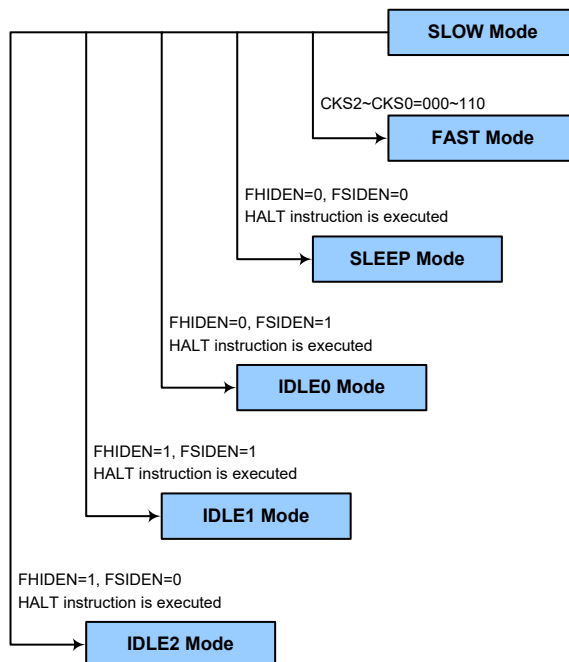 SLOW Mode
CKS2~CKS0=000~110
FAST Mode
FHIDEN=0, FSIDEN=0
HALT instruction is executed
SLEEP Mode
FHIDEN=0, FSIDEN=1
HALT instruction is executed
IDLE0 Mode
FHIDEN=1, FSIDEN=1
HALT instruction is executed
IDLE1 Mode
FHIDEN=1, FSIDEN=0
HALT instruction is executed
IDLE2 Mode